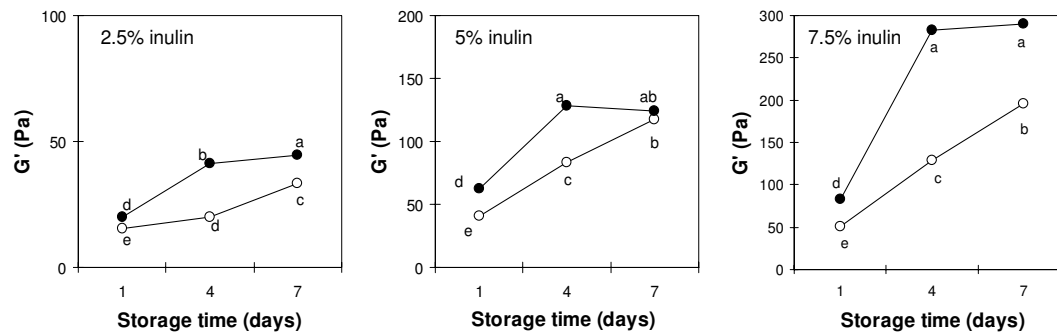 2.5% inulin
100
50
0
G' (Pa)
d
e
b
d
a
c
1 4 7
Storage time (days)
5% inulin
200
150
100
50
0
G' (Pa)
d
e
a
c
ab
b
1 4 7
Storage time (days)
7.5% inulin
300
250
200
150
100
50
0
G' (Pa)
d
e
a
c
a
b
1 4 7
Storage time (days)